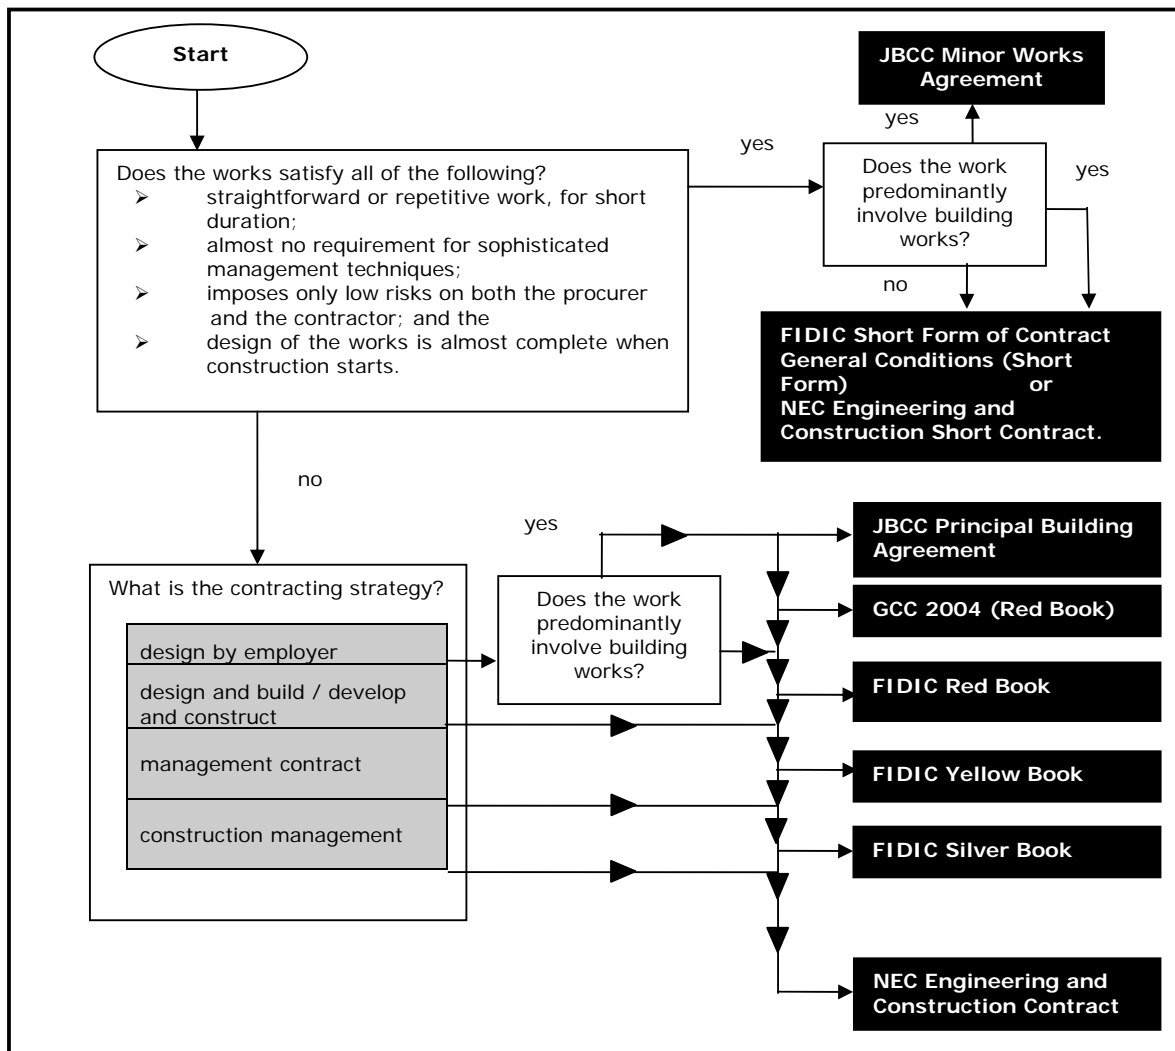 Start
JBCC Minor Works
Agreement
yes
yes
Does the works satisfy all of the following?
➢ straightforward or repetitive work, for short
duration;
➢ almost no requirement for sophisticated
management techniques;
➢ imposes only low risks on both the procurer
and the contractor; and the
➢ design of the works is almost complete when
construction starts.
Does the work
predominantly
involve building
works?
yes
no
FIDIC Short Form of Contract
General Conditions (Short
Form) or
NEC Engineering and
Construction Short Contract.
no
yes
What is the contracting strategy?
design by employer
design and build / develop
and construct
management contract
construction management
Does the work
predominantly
involve building
works?
JBCC Principal Building
Agreement
GCC 2004 (Red Book)
FIDIC Red Book
FIDIC Yellow Book
FIDIC Silver Book
NEC Engineering and
Construction Contract